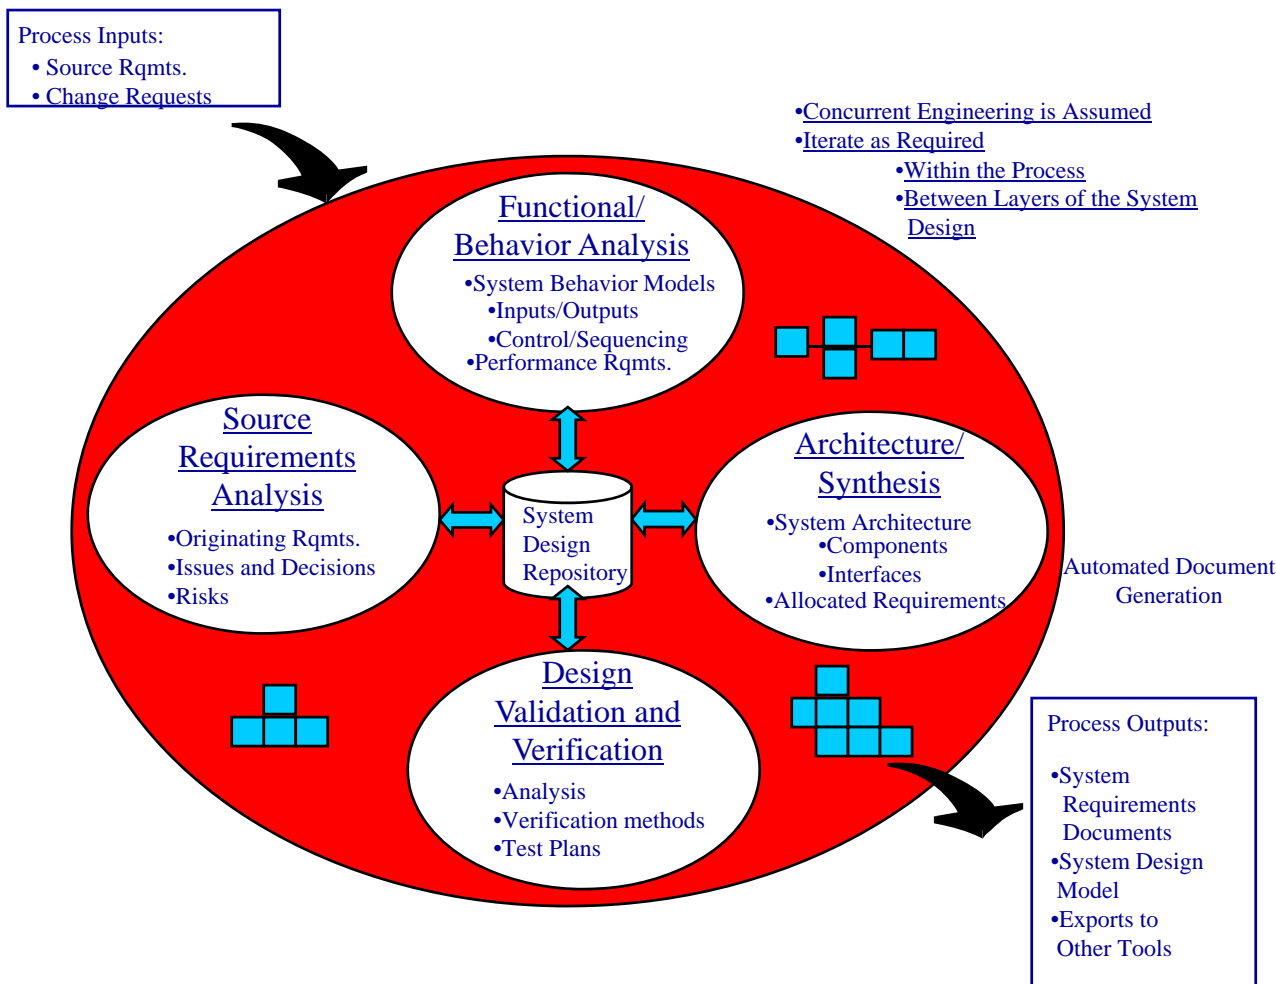 Process Inputs:
• Source Rqmts.
• Change Requests
•Concurrent Engineering is Assumed
•Iterate as Required
•Within the Process
•Between Layers of the System
Design
Functional/
Behavior Analysis
•System Behavior Models
•Inputs/Outputs
•Control/Sequencing
•Performance Rqmts.
Source
Requirements
Analysis
•Originating Rqmts.
•Issues and Decisions
•Risks
System
Design
Repository
Architecture/
Synthesis
•System Architecture
•Components
•Interfaces
•Allocated Requirements
Automated Document
Generation
Design
Validation and
Verification
•Analysis
•Verification methods
•Test Plans
Process Outputs:
•System
Requirements
Documents
•System Design
Model
•Exports to
Other Tools